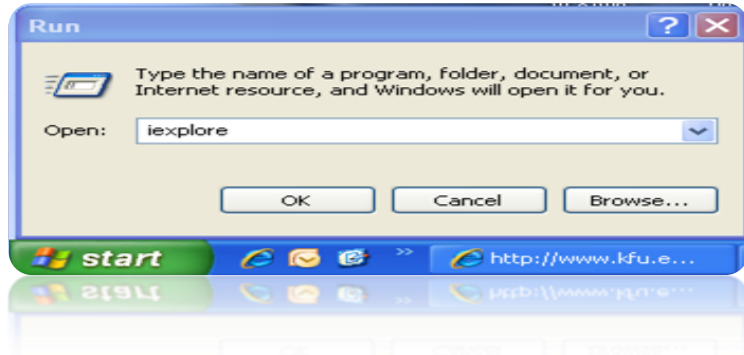 Run
Type the name of a program, folder, document, or
Internet resource, and Windows will open it for you.
Open: iexplore
OK Cancel Browse...
start http://www.kfu.e...